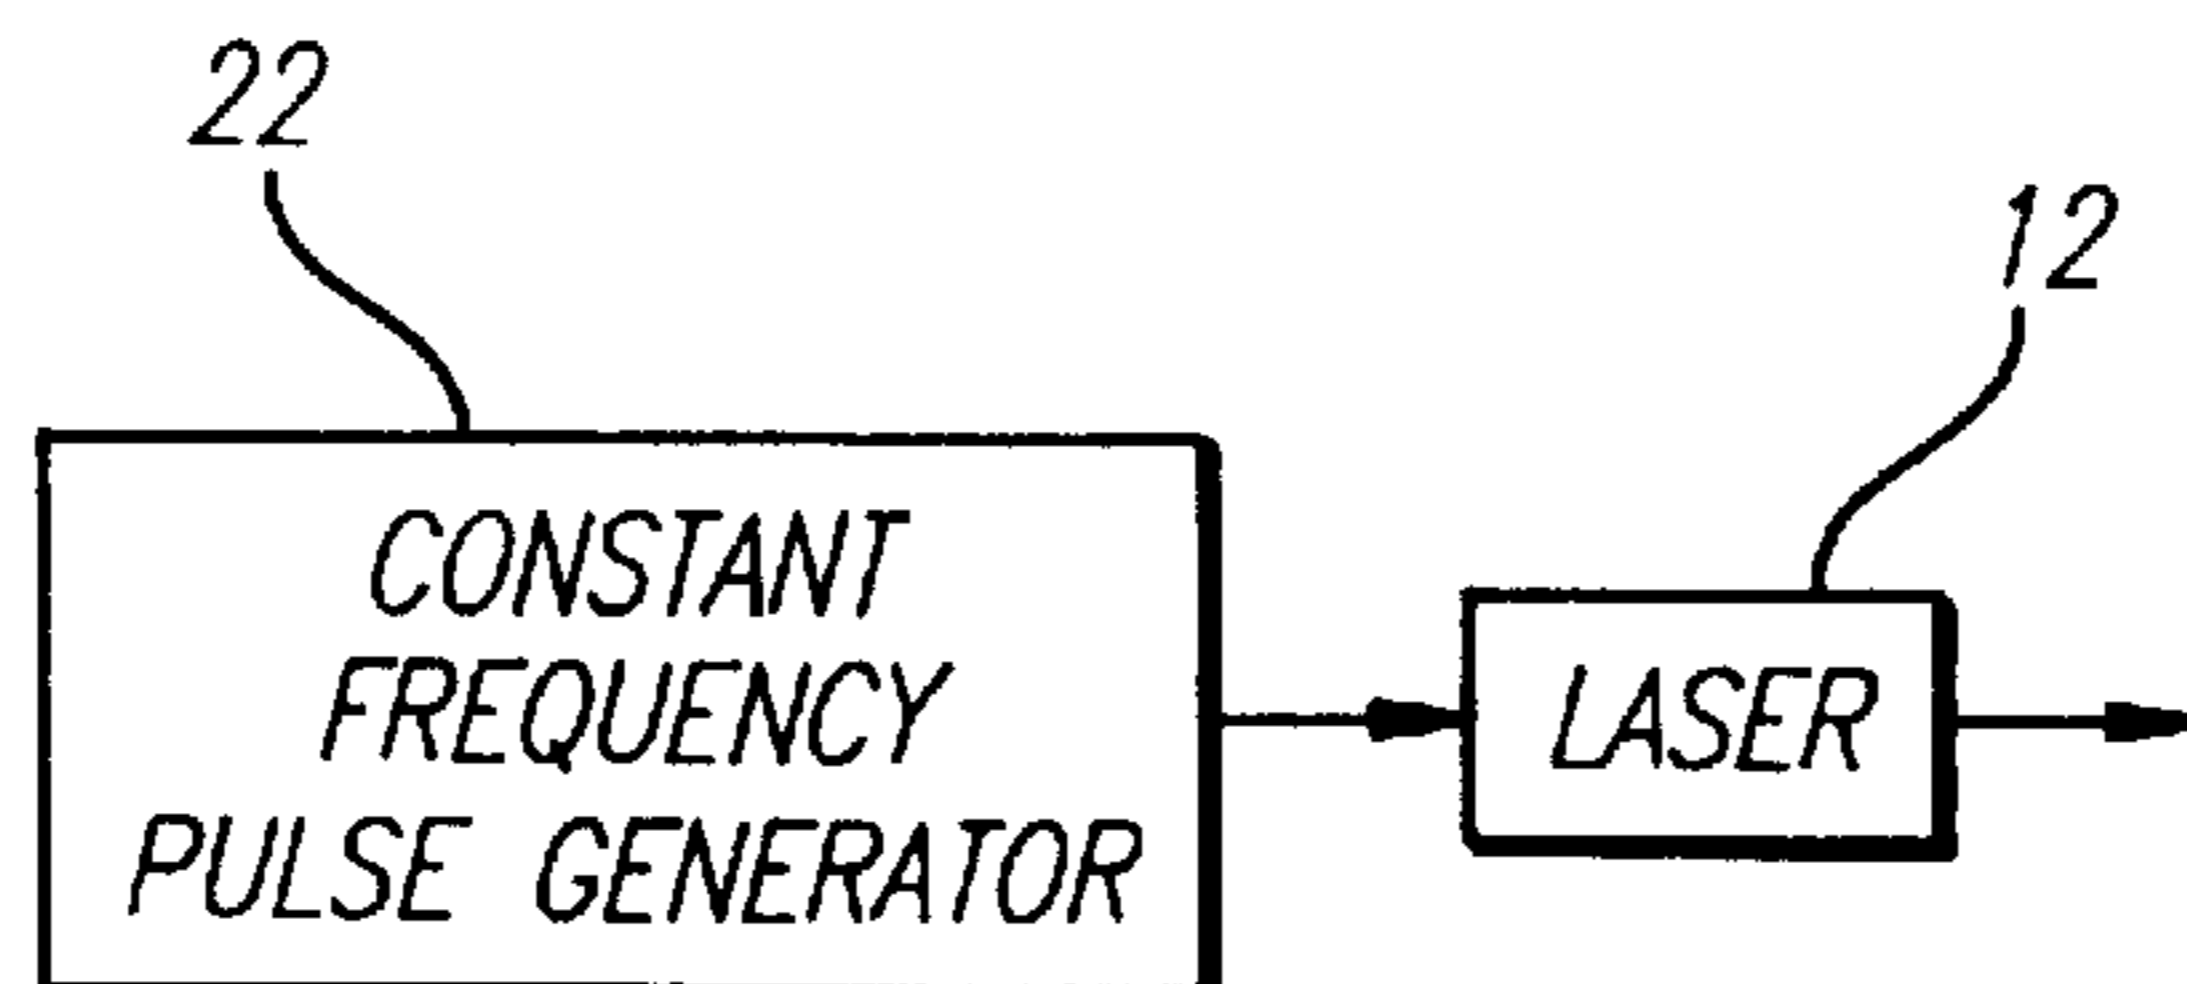 22
12
CONSTANT
FREQUENCY
PULSE GENERATOR
LASER